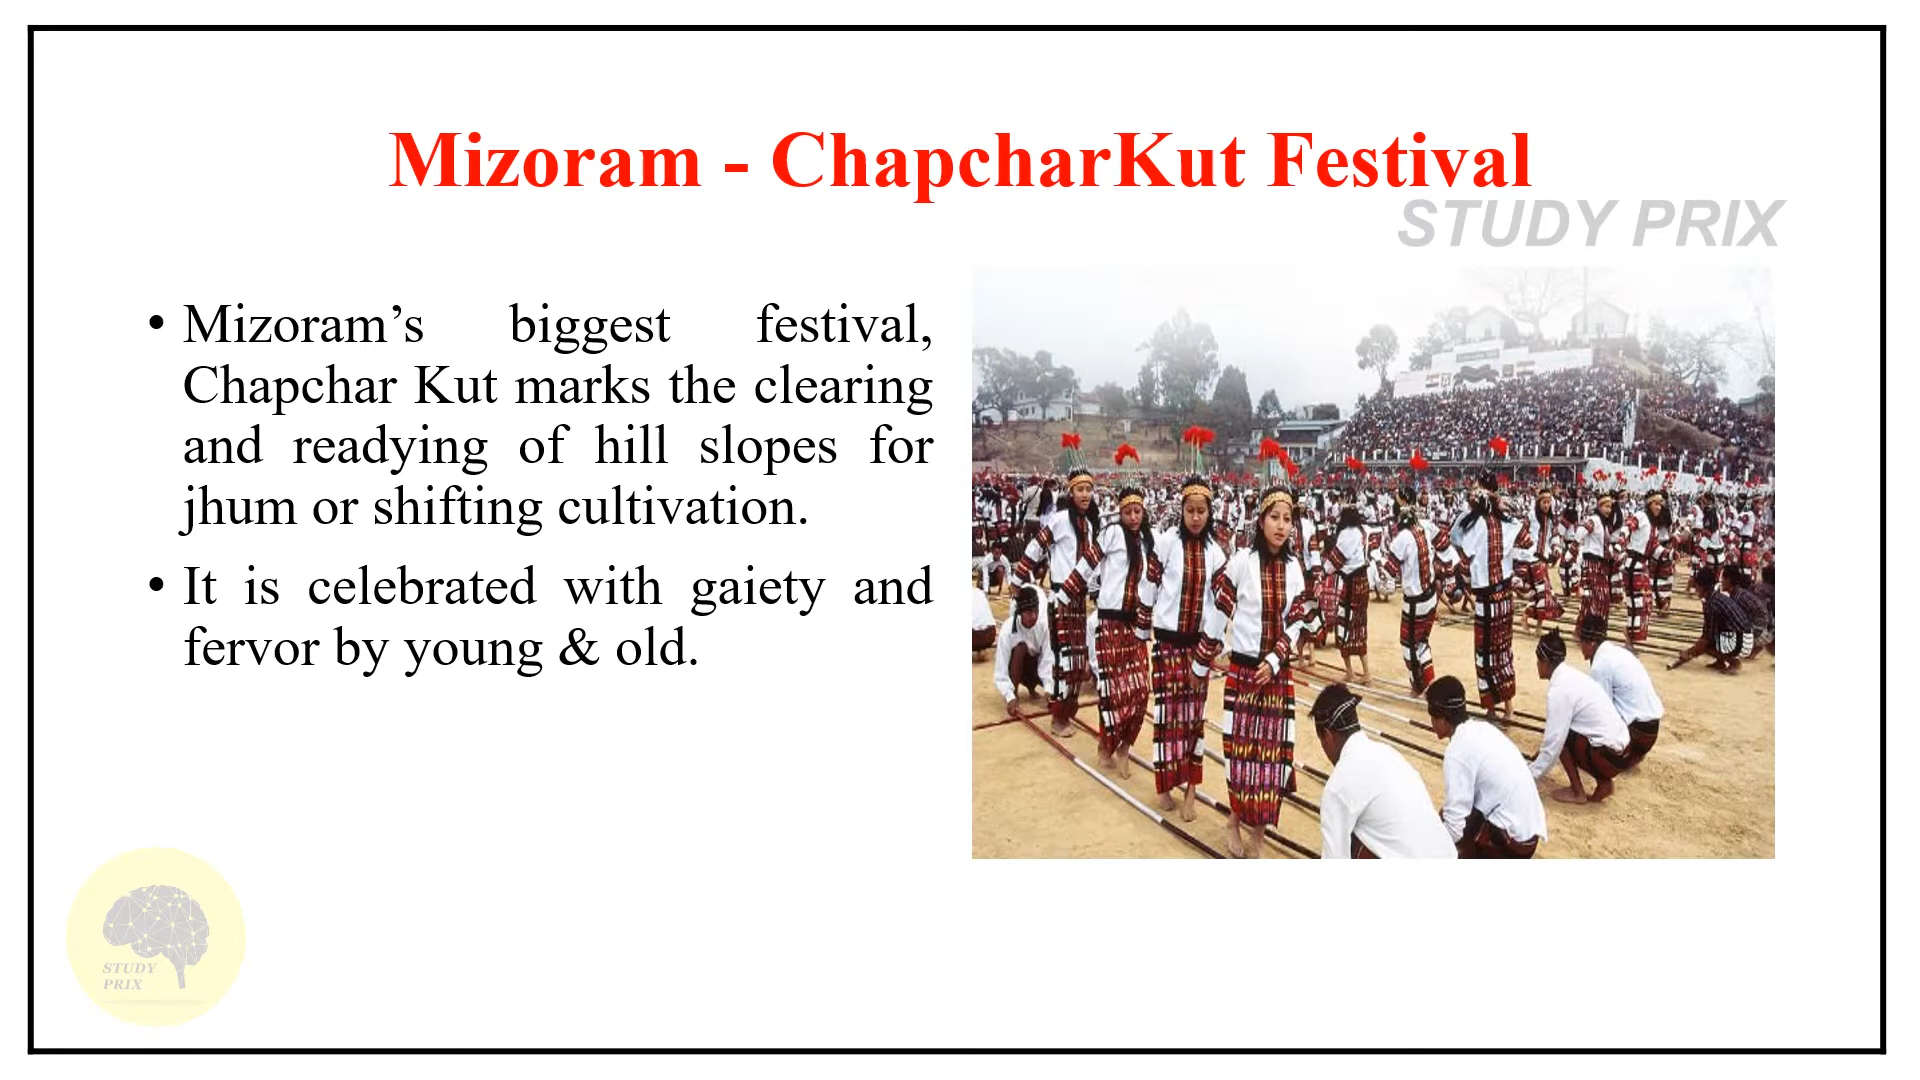 Mizoram - ChapcharKut Festival
STUDY PRIX
• Mizoram’s biggest festival,
Chapchar Kut marks the clearing
and readying of hill slopes for
jhum or shifting cultivation.
• It is celebrated with gaiety and
fervor by young & old.
STUDY
PRIX